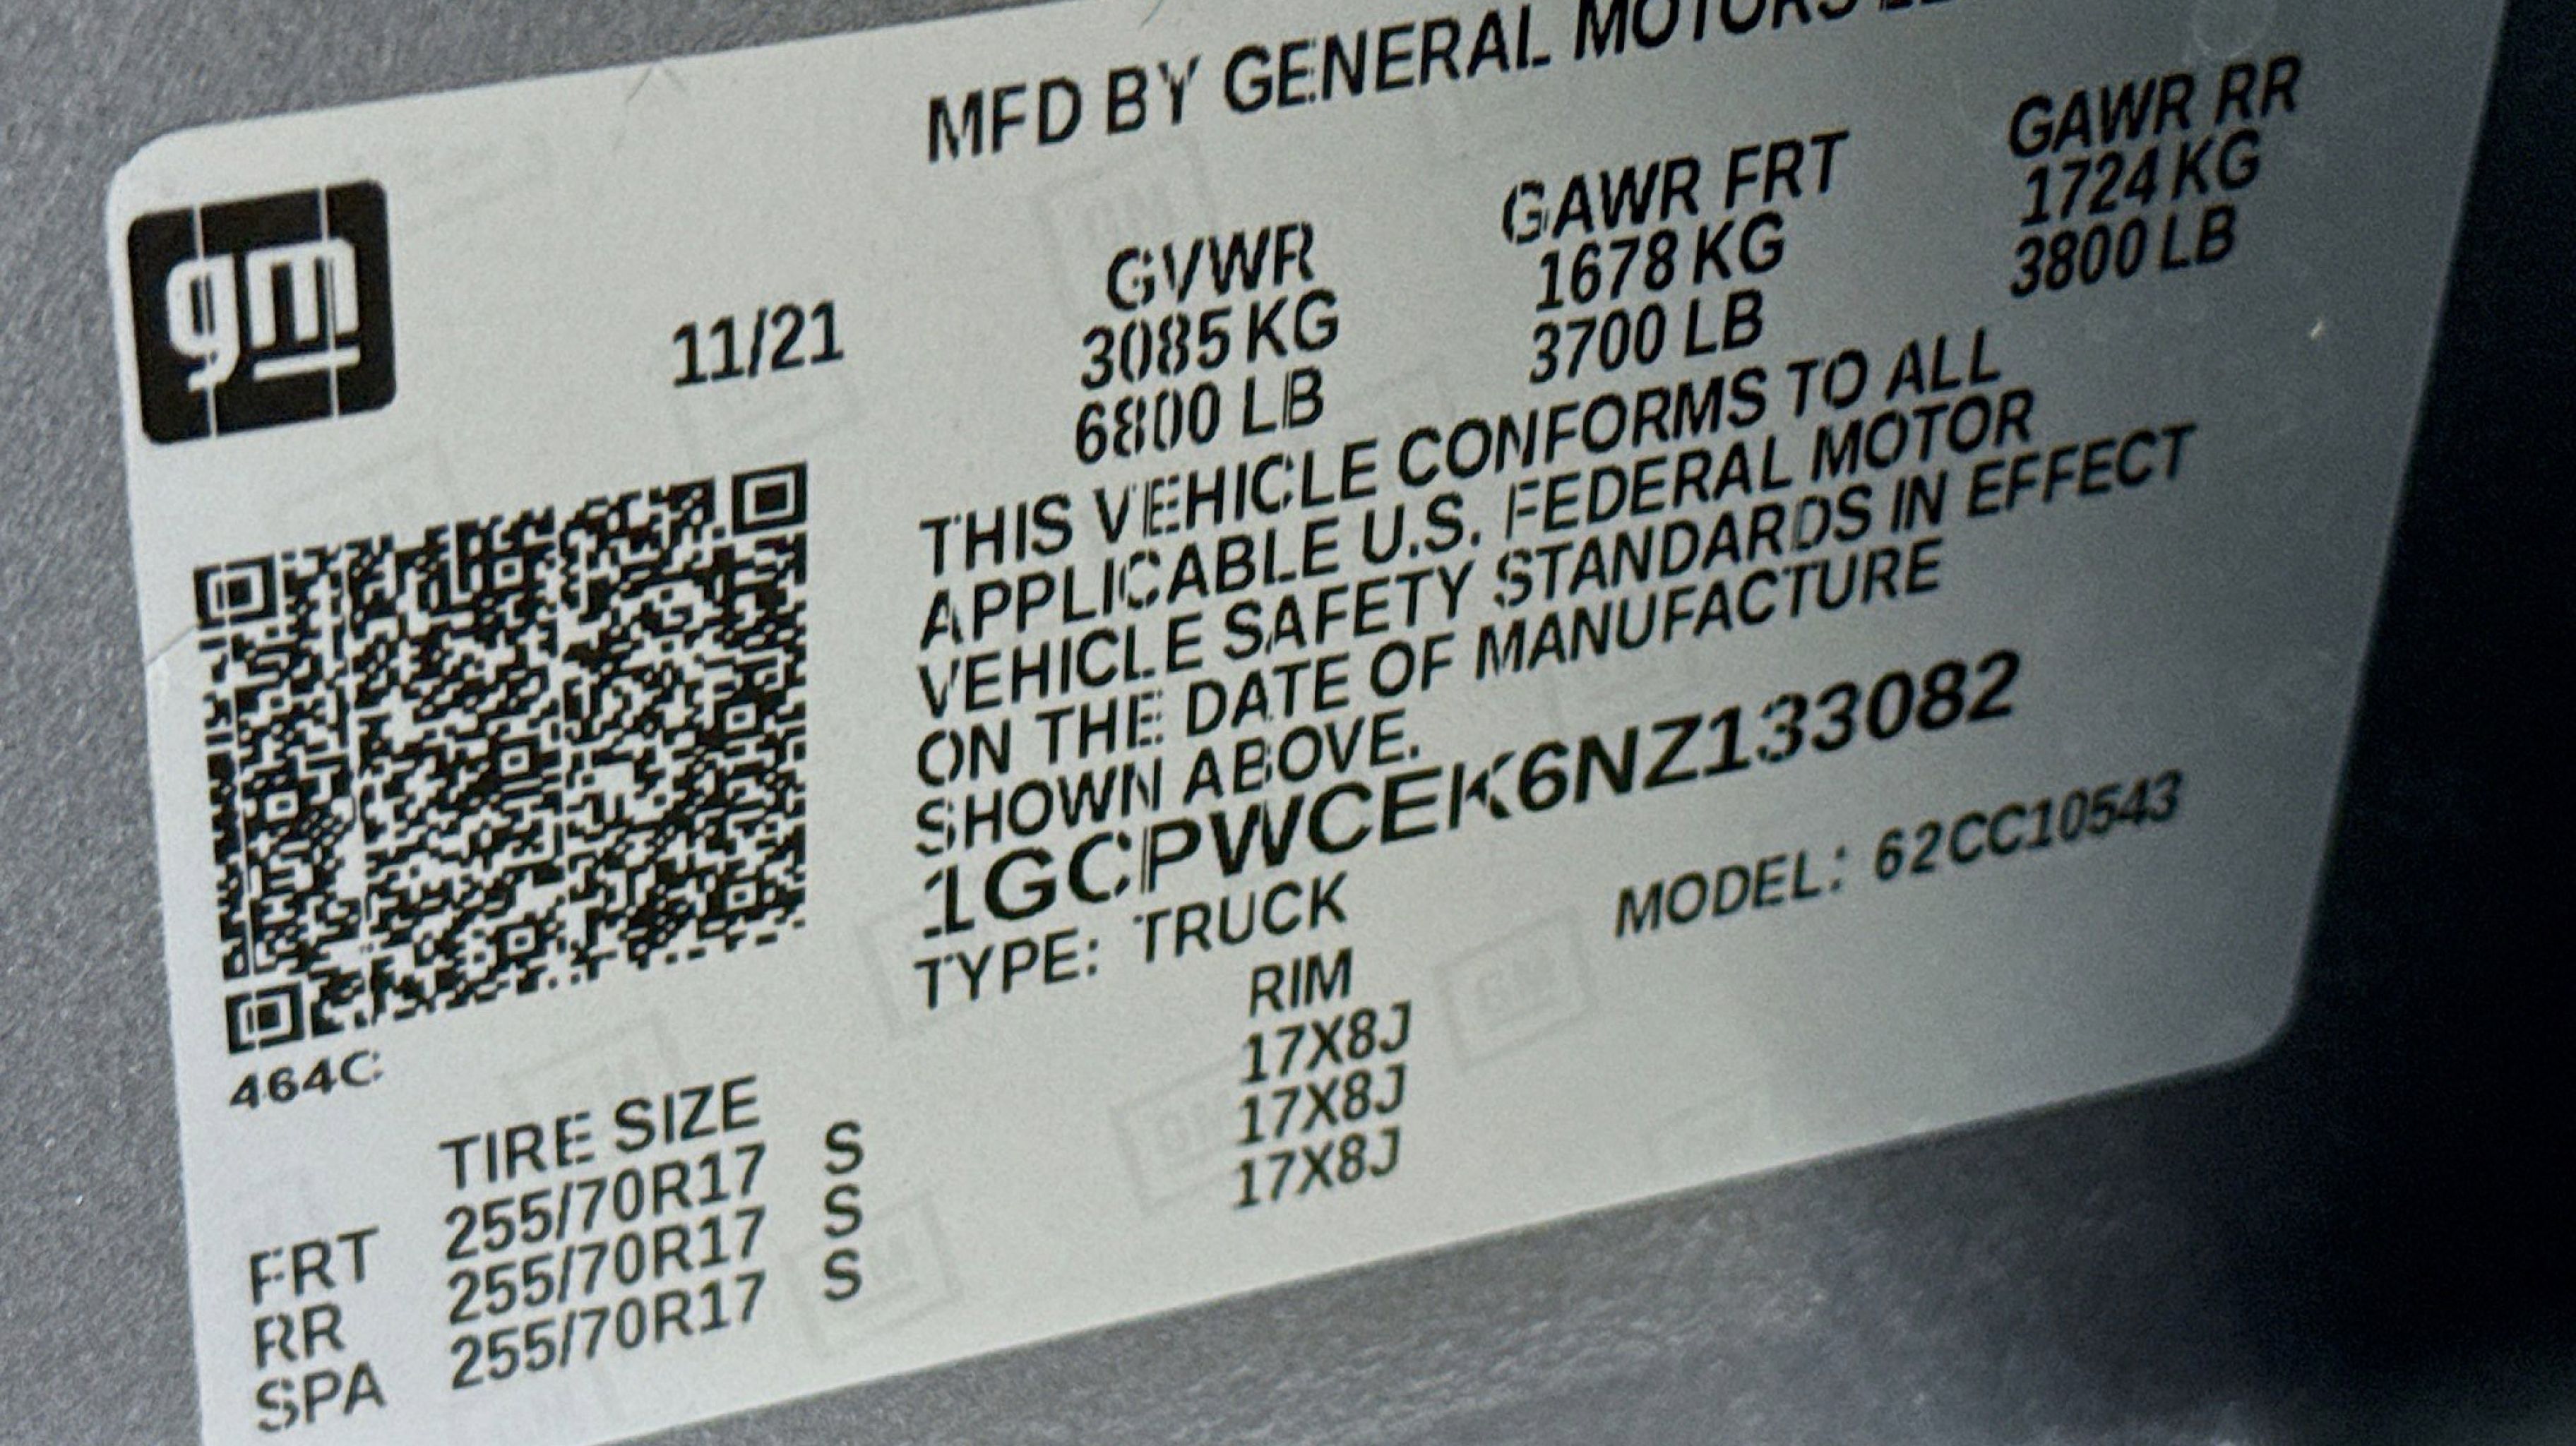 MFD BY GENERAL MOTORS
gm
11/21
GVWR GAWR FRT GAWR RR
3085 KG 1678 KG 1724 KG
6800 LB 3700 LB 3800 LB
THIS VEHICLE CONFORMS TO ALL
APPLICABLE U.S. FEDERAL MOTOR
VEHICLE SAFETY STANDARDS IN EFFECT
ON THE DATE OF MANUFACTURE
SHOWN ABOVE.
1GCPWCEK6NZ133082
TYPE: TRUCK MODEL: 62CC10543
464C
TIRE SIZE RIM
FRT 255/70R17 S 17X8J
RR 255/70R17 S 17X8J
SPA 255/70R17 S 17X8J